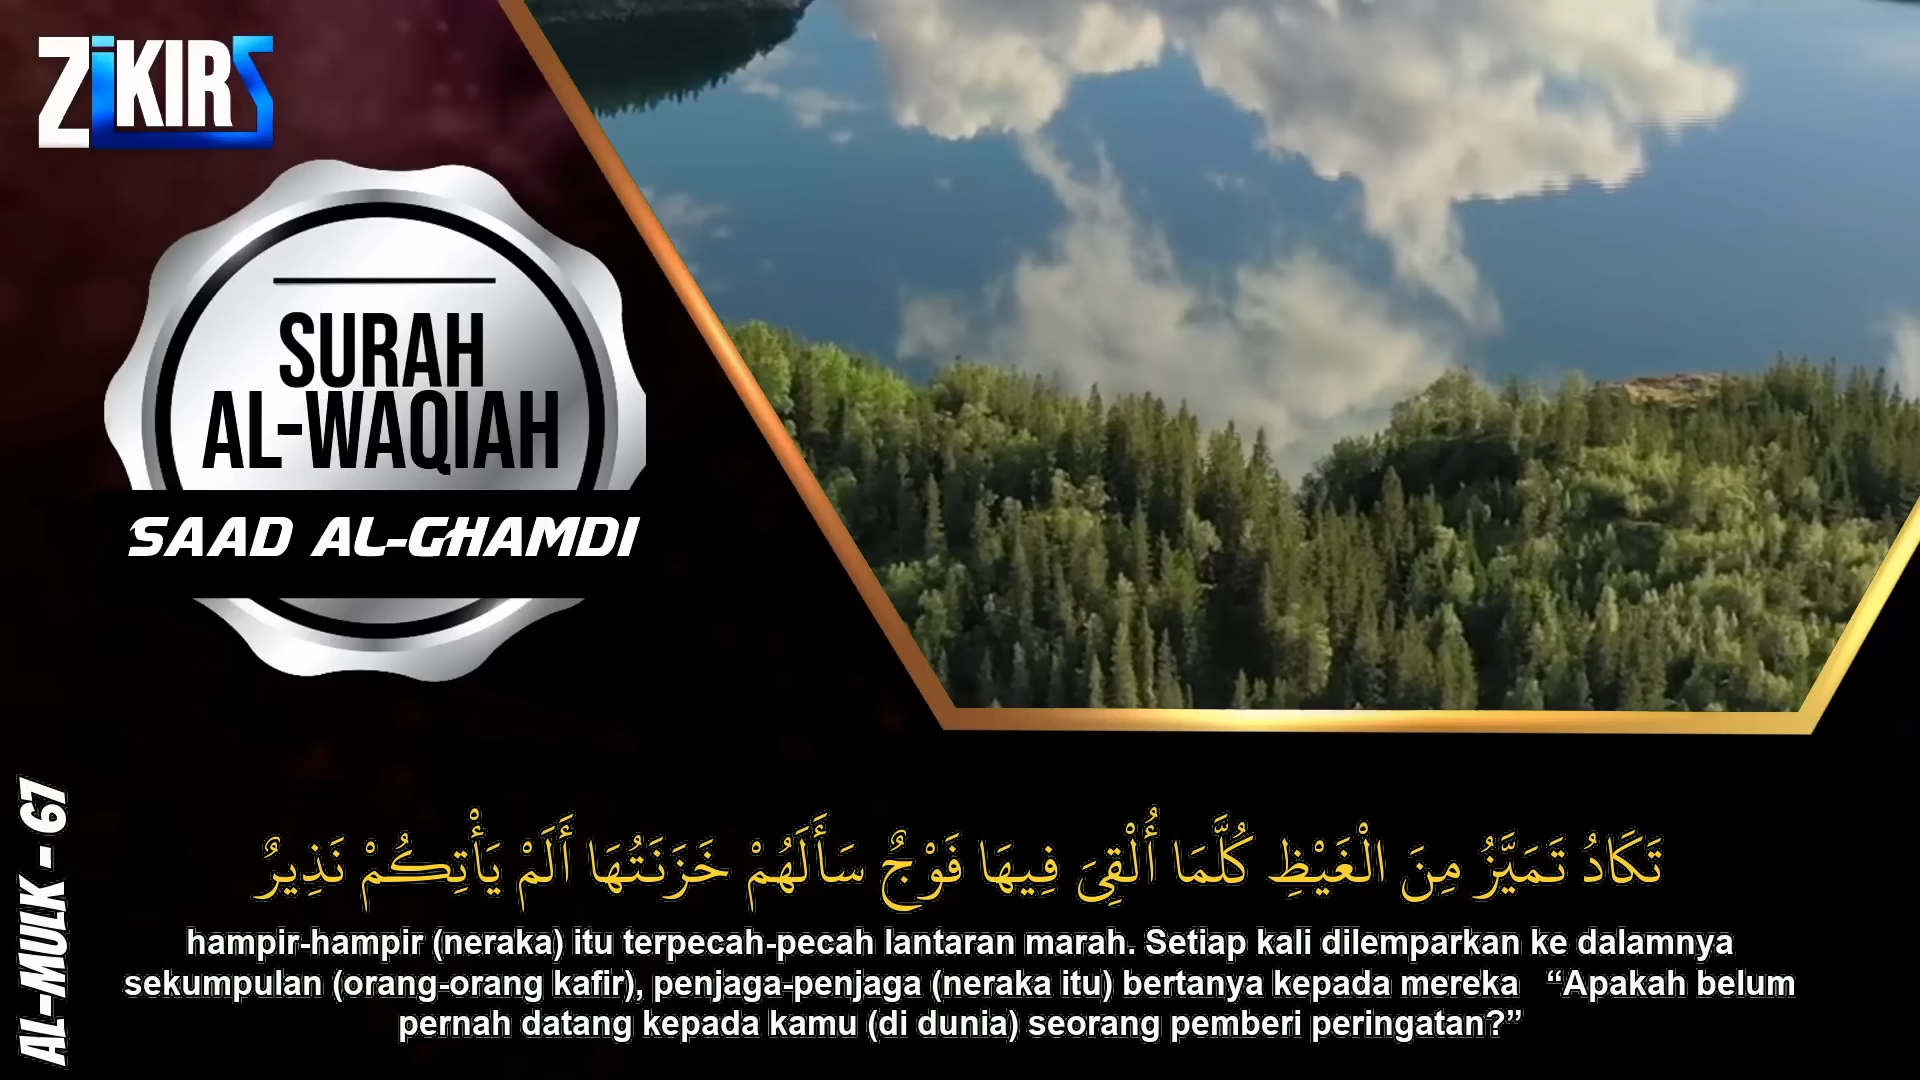 ZIKIRS
SURAH
AL-WAQIAH
SAAD AL-GHAMDI
AL-MULK - 67
تَكَادُ تَمَيَّزُ مِنَ الْغَيْظِ كُلَّمَا أُلْقِىَ فِيهَا فَوْجٌ سَأَلَهُمْ خَزَنَتُهَا أَلَمْ يَأْتِكُمْ نَذِيرٌ
hampir-hampir (neraka) itu terpecah-pecah lantaran marah. Setiap kali dilemparkan ke dalamnya
sekumpulan (orang-orang kafir), penjaga-penjaga (neraka itu) bertanya kepada mereka “Apakah belum
pernah datang kepada kamu (di dunia) seorang pemberi peringatan?”